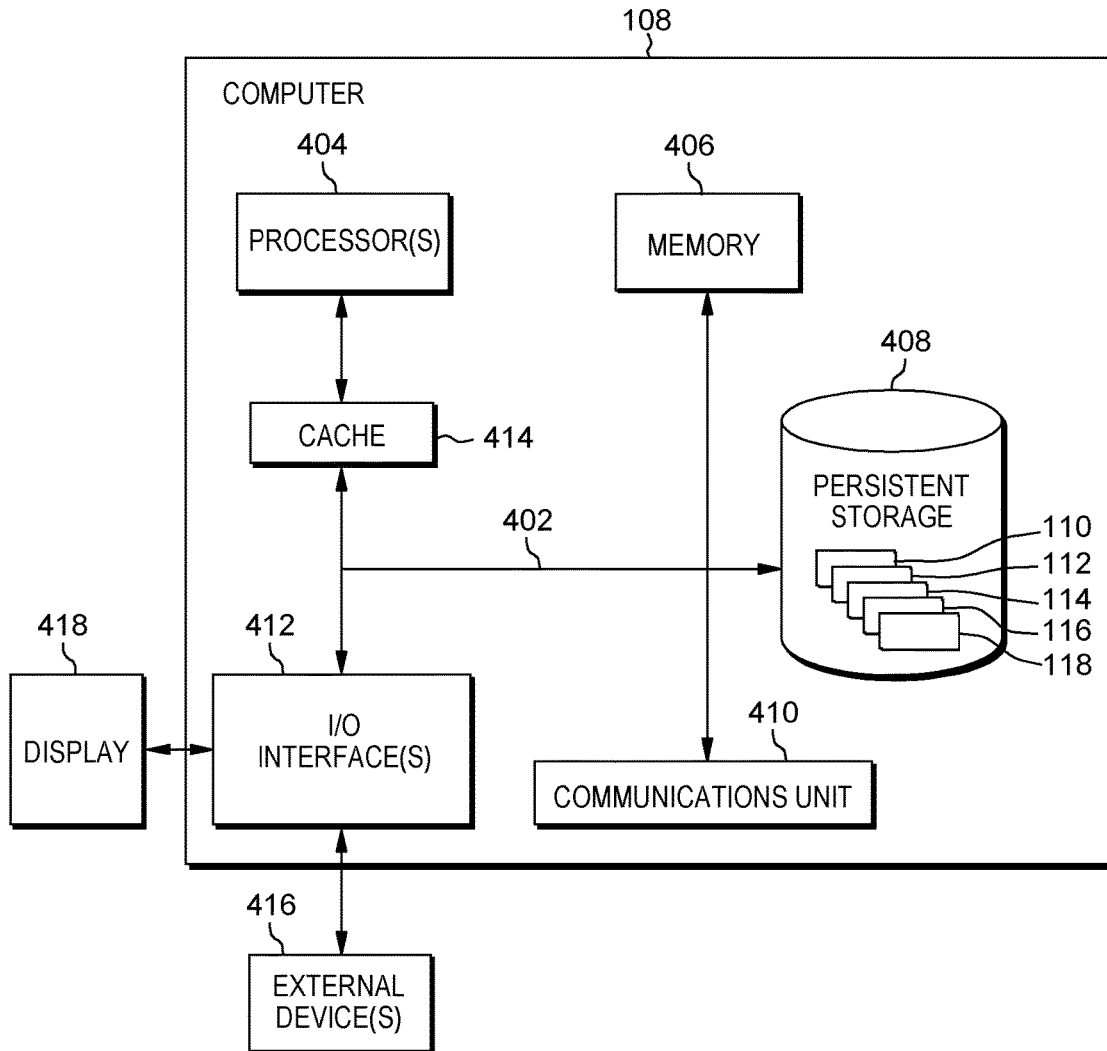 108
COMPUTER
404
406
PROCESSOR(S)
MEMORY
408
CACHE
414
PERSISTENT
STORAGE
402
110
112
114
116
118
418
412
DISPLAY
I/O
INTERFACE(S)
410
COMMUNICATIONS UNIT
416
EXTERNAL
DEVICE(S)